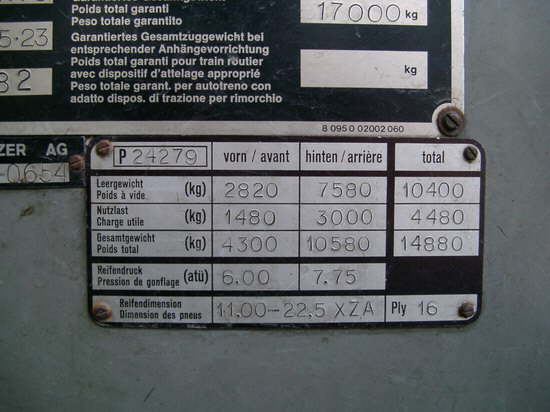 Poids total garanti
Peso totale garantito
17000 kg
5.23
Garantiertes Gesamtzuggewicht bei
entsprechender Anhängevorrichtung
Poids total garanti pour train routier
avec dispositif d'attelage approprié
Peso totale garant. per autotreno con
adatto dispos. di trazione per rimorchio
kg
82
8 095 0 02002 060
ZER AG
-0654
P 24279 vorn / avant hinten / arrière total
Leergewicht
Poids à vide (kg) 2820 7580 10400
Nutzlast
Charge utile (kg) 1480 3000 4480
Gesamtgewicht
Poids total (kg) 4300 10580 14880
Reifendruck
Pression de gonflage (atü) 6.00 7.75
Reifendimension
Dimension des pneus 11,00-22,5 XZA Ply 16